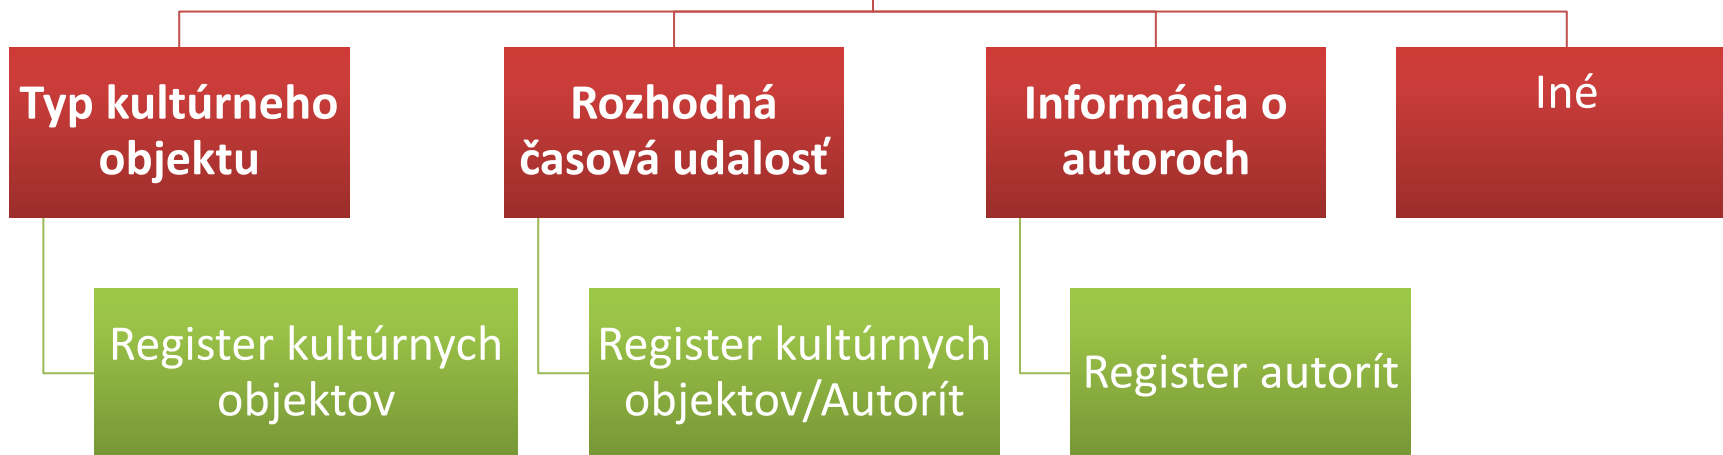 Typ kultúrneho
objektu
Rozhodná
časová udalosť
Informácia o
autoroch
Iné
Register kultúrnych
objektov
Register kultúrnych
objektov/Autorít
Register autorít